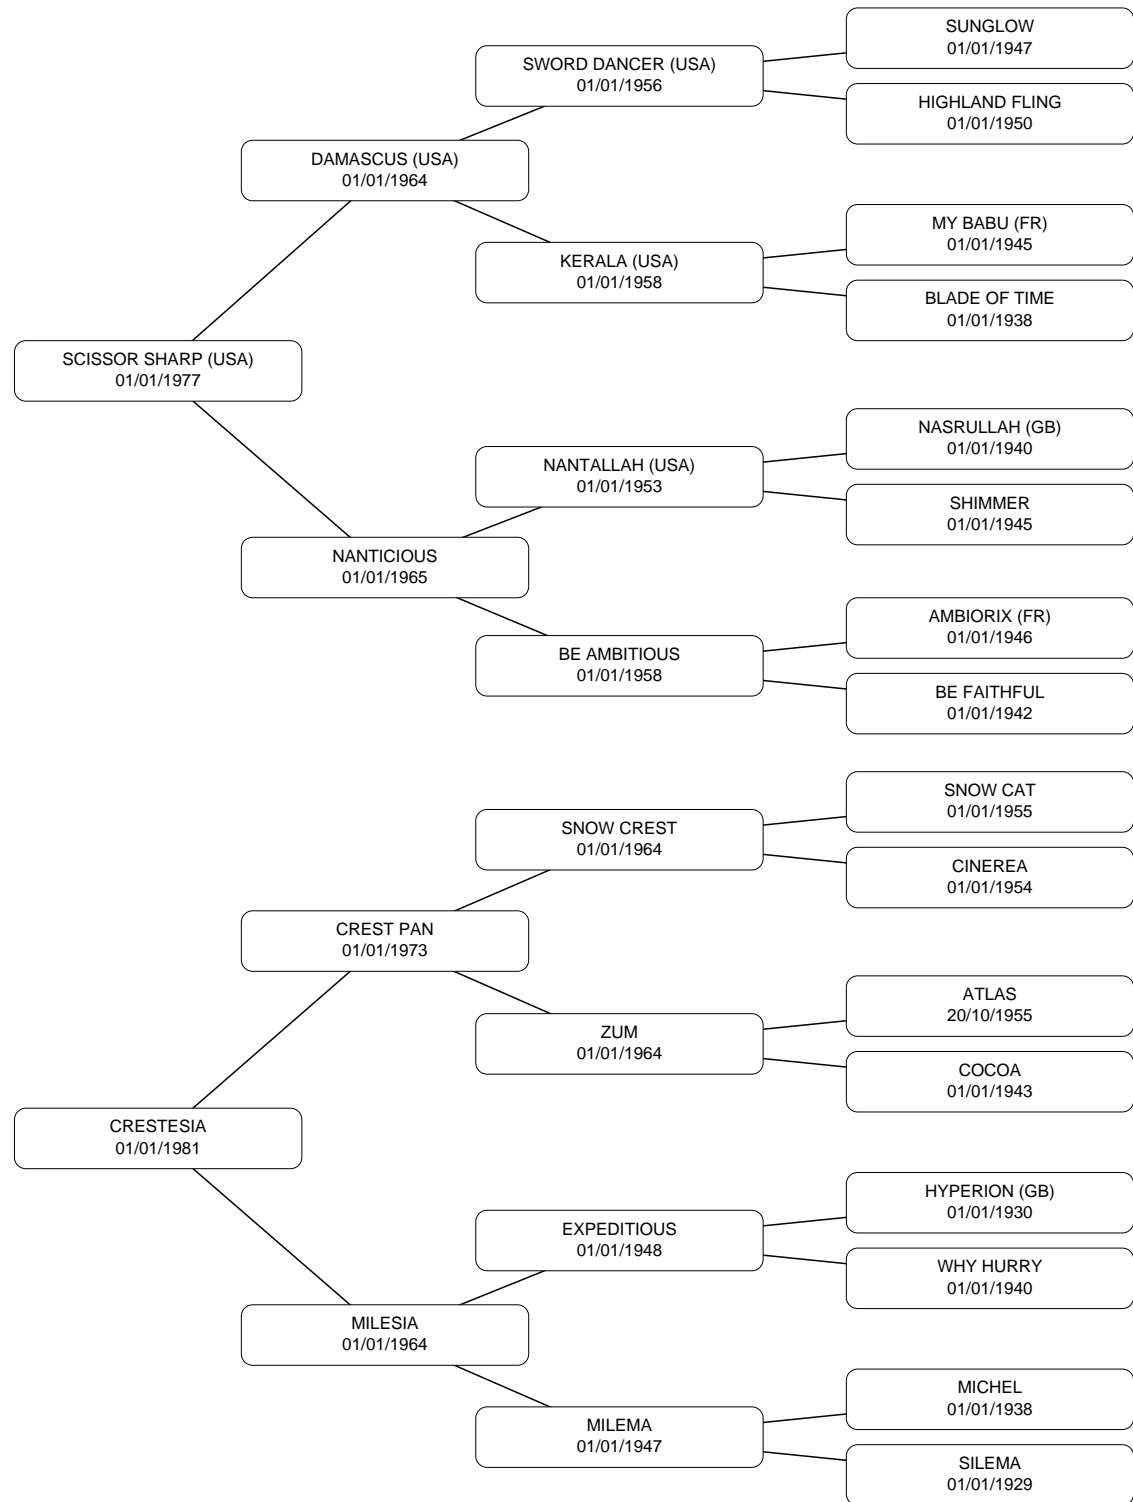 SUNGLOW
01/01/1947
SWORD DANCER (USA)
01/01/1956
HIGHLAND FLING
01/01/1950
DAMASCUS (USA)
01/01/1964
MY BABU (FR)
01/01/1945
KERALA (USA)
01/01/1958
BLADE OF TIME
01/01/1938
SCISSOR SHARP (USA)
01/01/1977
NASRULLAH (GB)
01/01/1940
NANTALLAH (USA)
01/01/1953
SHIMMER
01/01/1945
NANTICIOUS
01/01/1965
AMBIORIX (FR)
01/01/1946
BE AMBITIOUS
01/01/1958
BE FAITHFUL
01/01/1942
SNOW CAT
01/01/1955
SNOW CREST
01/01/1964
CINEREA
01/01/1954
CREST PAN
01/01/1973
ATLAS
20/10/1955
ZUM
01/01/1964
COCOA
01/01/1943
CRESTESIA
01/01/1981
HYPERION (GB)
01/01/1930
EXPEDITIOUS
01/01/1948
WHY HURRY
01/01/1940
MILESIA
01/01/1964
MICHEL
01/01/1938
MILEMA
01/01/1947
SILEMA
01/01/1929